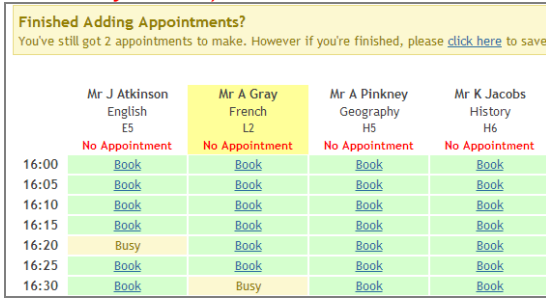 Finished Adding Appointments?
You've still got 2 appointments to make. However if you're finished, please click here to save
Mr J Atkinson Mr A Gray Mr A Pinkney Mr K Jacobs
English French Geography History
E5 L2 H5 H6
No Appointment No Appointment No Appointment No Appointment
16:00 Book Book Book Book
16:05 Book Book Book Book
16:10 Book Book Book Book
16:15 Book Book Book Book
16:20 Busy Book Book Book
16:25 Book Book Book Book
16:30 Book Busy Book Book